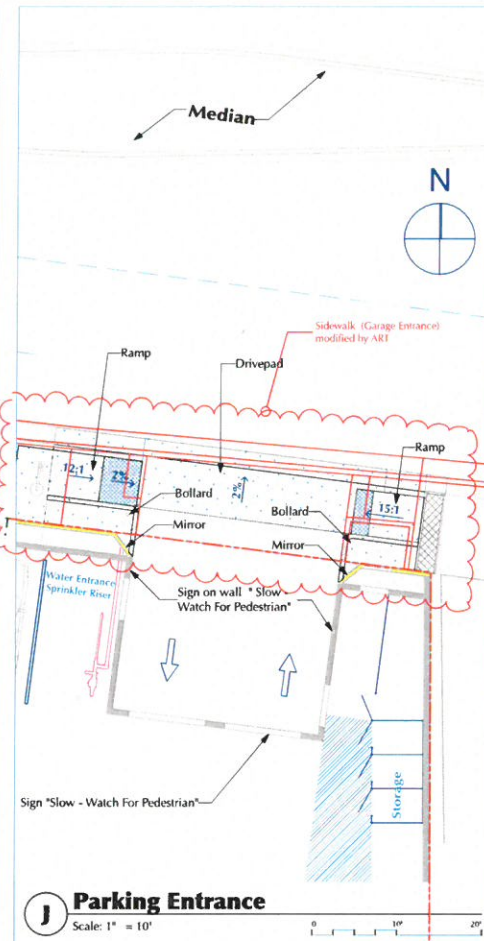 Median
N
Sidewalk (Garage Entrance)
modified by ART
Ramp
Drivepad
Ramp
12:1
2%
2%
15:1
Bollard
Bollard
Mirror
Mirror
Water Entrance
Sprinkler Riser
Sign on wall " Slow -
Watch For Pedestrian"
Storage
Sign "Slow - Watch For Pedestrian"
J
Parking Entrance
Scale: 1" = 10'
0
10'
20'